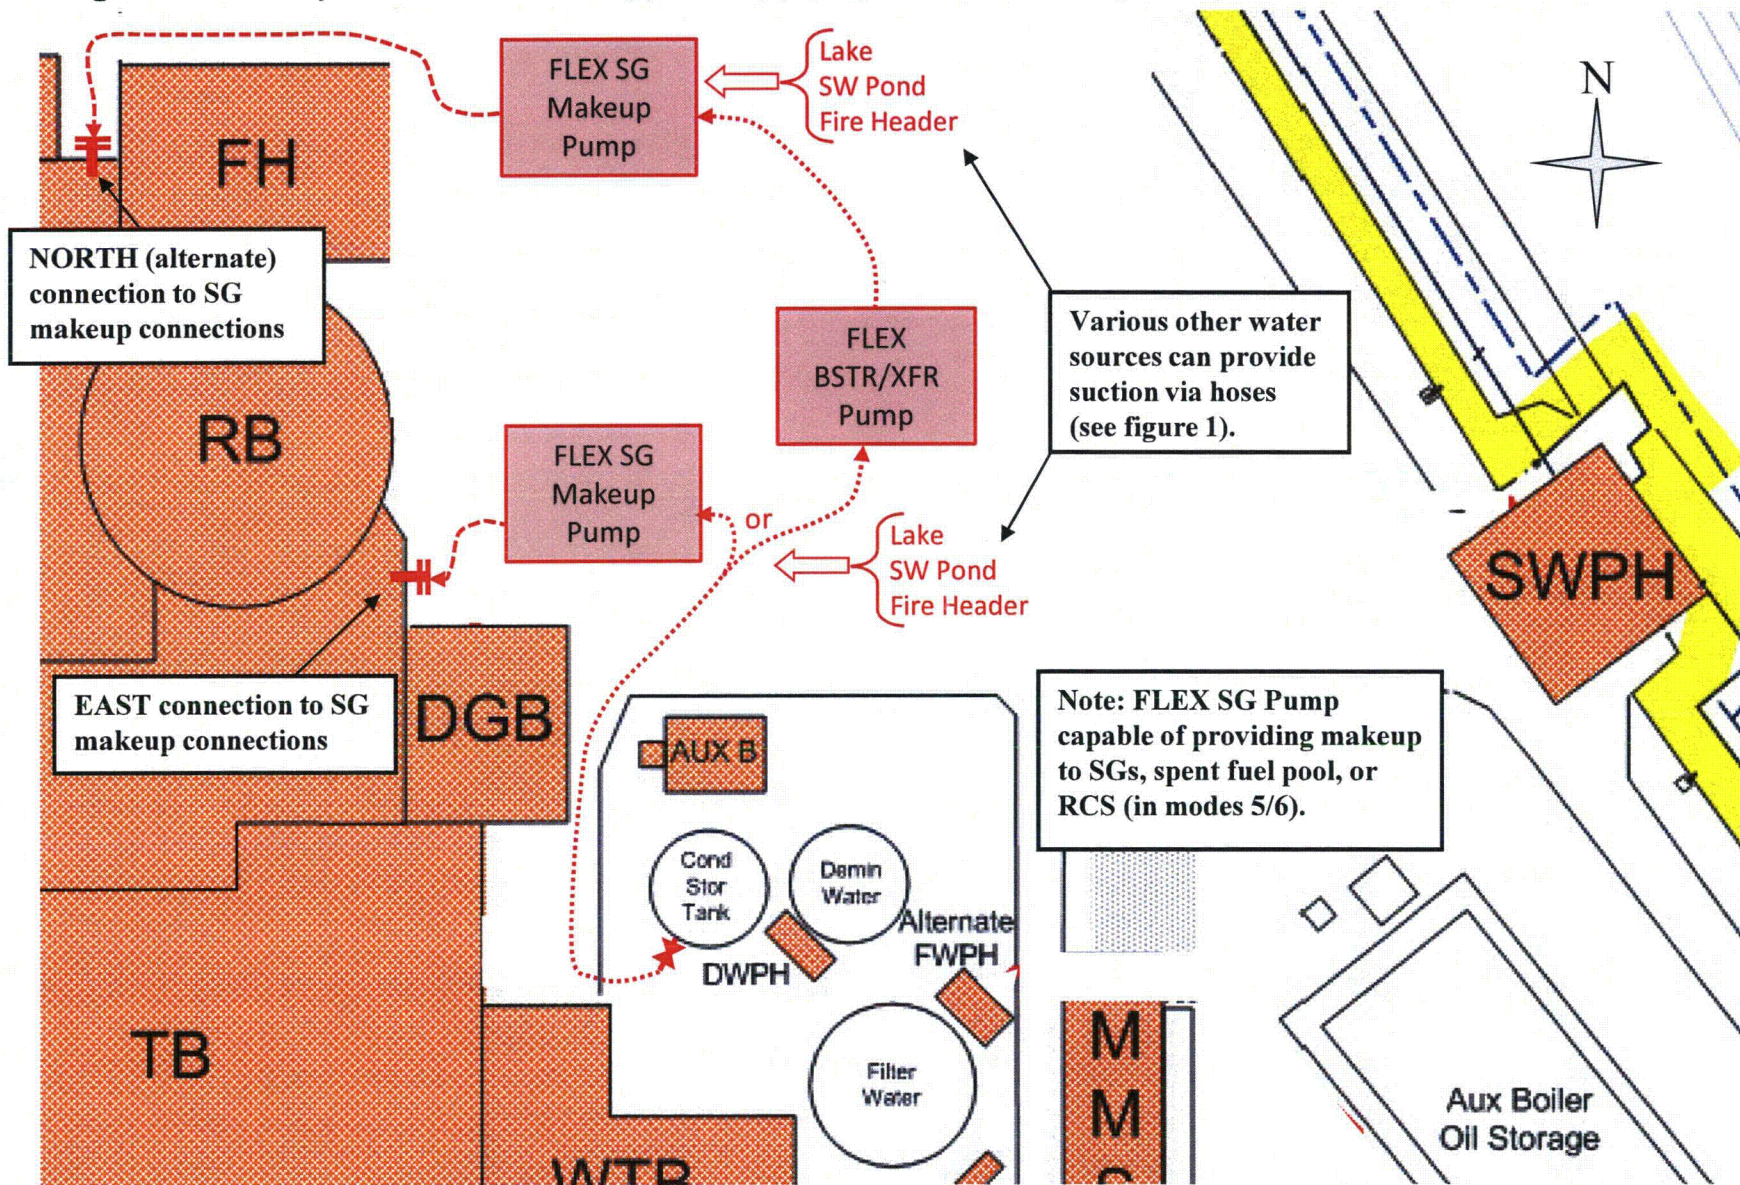 FLEX SG
Makeup
Pump
Lake
SW Pond
Fire Header
N
FH
NORTH (alternate)
connection to SG
makeup connections
RB
FLEX
BSTR/XFR
Pump
Various other water
sources can provide
suction via hoses
(see figure 1).
FLEX SG
Makeup
Pump
or
Lake
SW Pond
Fire Header
SWPH
EAST connection to SG
makeup connections
DGB
AUX B
Note: FLEX SG Pump
capable of providing makeup
to SGs, spent fuel pool, or
RCS (in modes 5/6).
Cond
Stor
Tank
Demin
Water
Alternate
FWPH
DWPH
TB
Filter
Water
M
M
Aux Boiler
Oil Storage
WTB